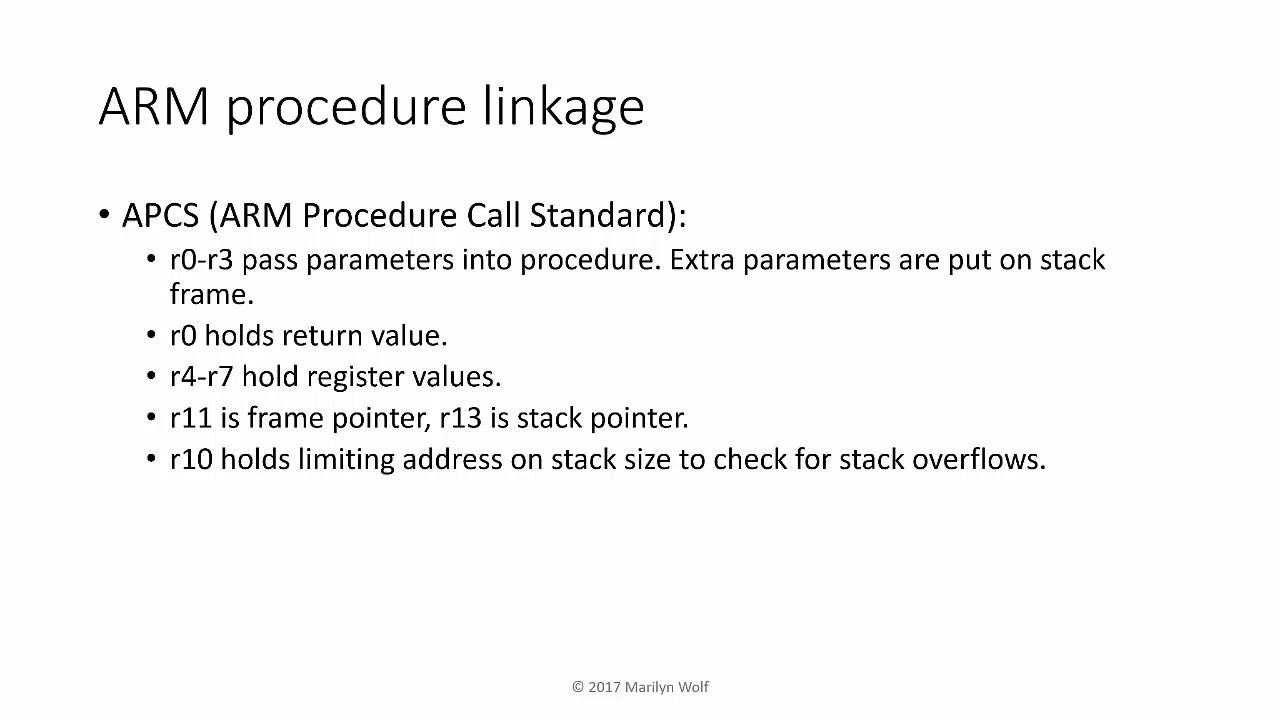 ARM procedure linkage
• APCS (ARM Procedure Call Standard):
• r0-r3 pass parameters into procedure. Extra parameters are put on stack
frame.
• r0 holds return value.
• r4-r7 hold register values.
• r11 is frame pointer, r13 is stack pointer.
• r10 holds limiting address on stack size to check for stack overflows.
© 2017 Marilyn Wolf